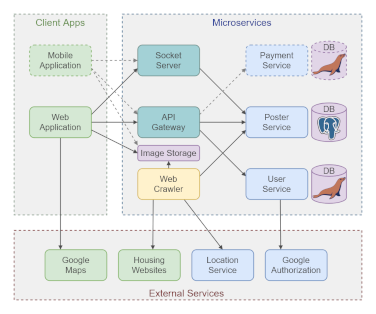 Client Apps
Microservices
Mobile
Application
Socket
Server
Payment
Service
DB
Web
Application
API
Gateway
Poster
Service
DB
Image Storage
Web
Crawler
User
Service
DB
Google
Maps
Housing
Websites
Location
Service
Google
Authorization
External Services